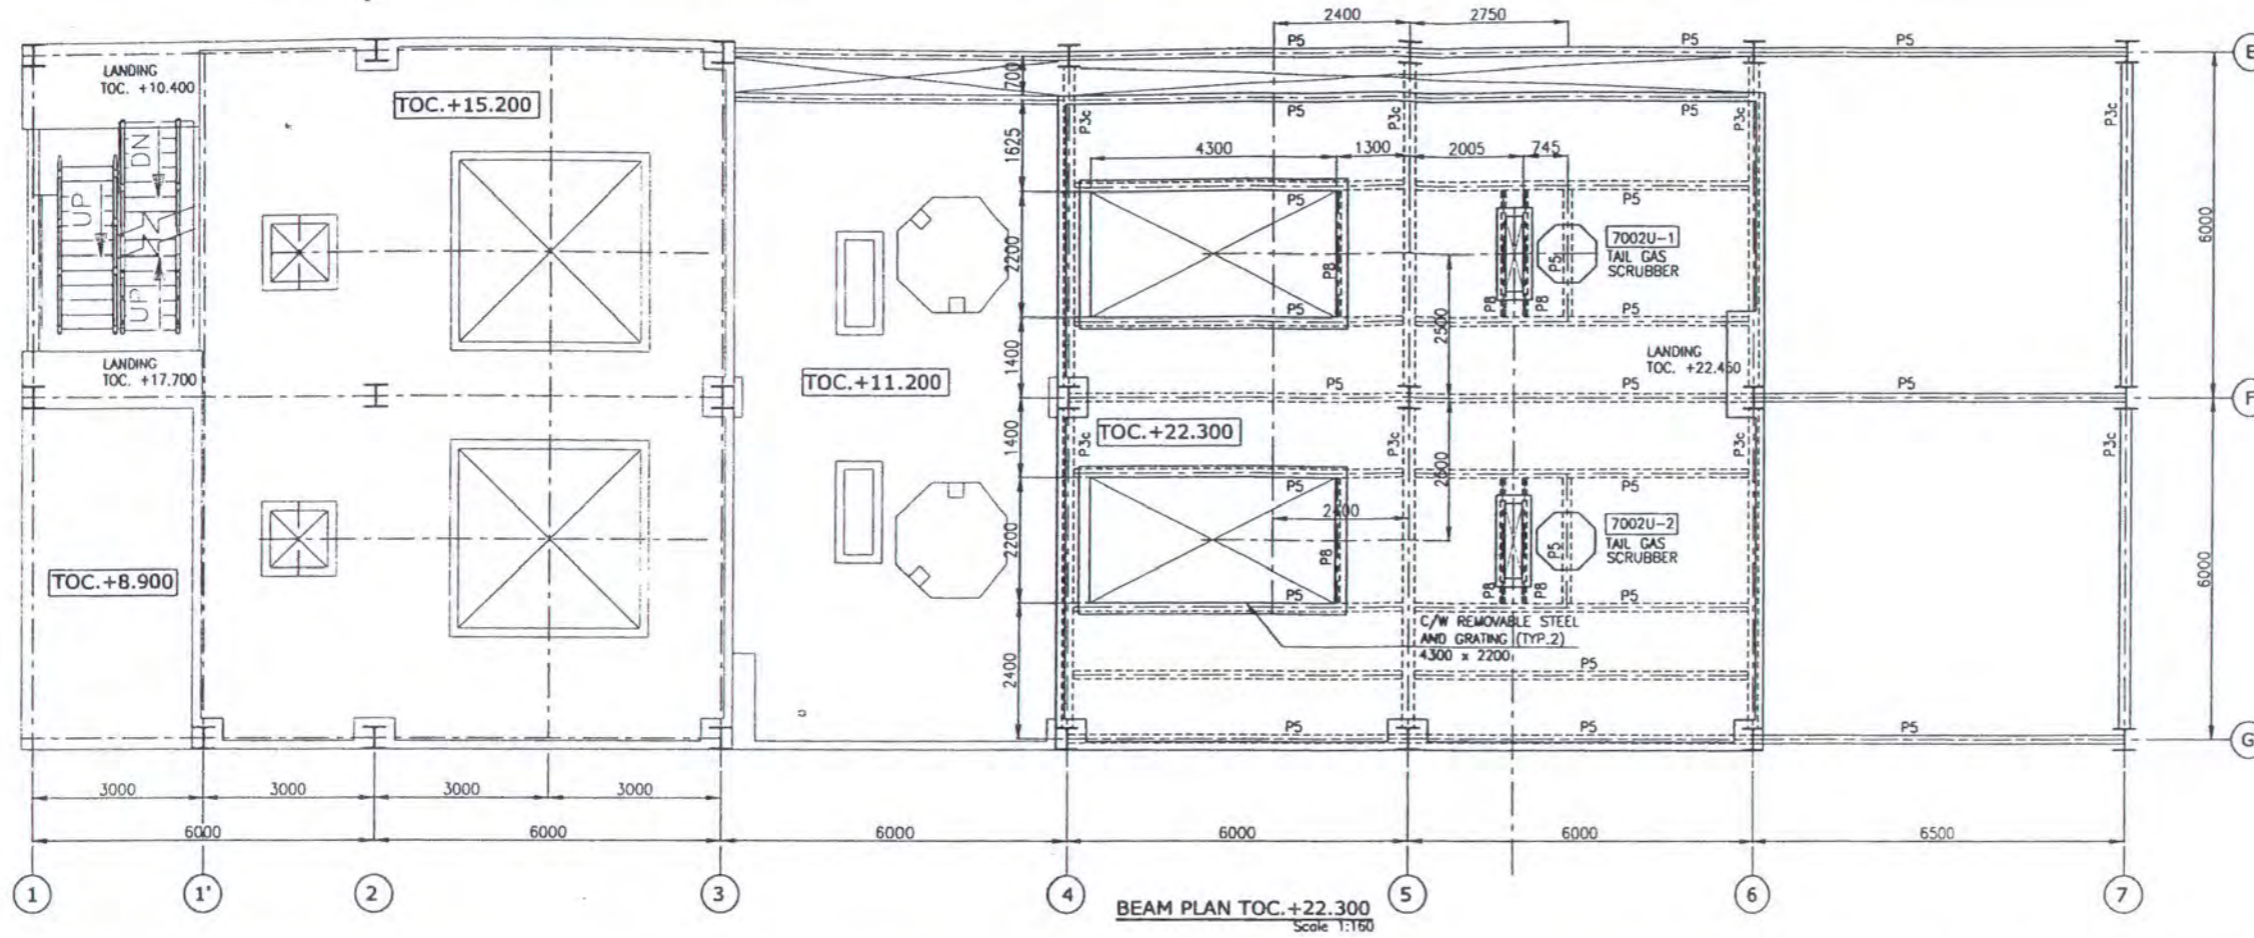 2400 2750
P5 P5 P5 E
LANDING
TOC. +10.400
TOC.+15.200
700
P5 P5
P3c P3c P3c P3c
DN
UP
UP
1625
4300 1300 2005 745
P5 P5
7002U-1
TAIL GAS
SCRUBBER
2200
P8 P5
P8 P8
P5 P5
6000
2500
LANDING
TOC. +17.700
TOC.+11.200
1400
LANDING
TOC. +22.450
P5 P5 F
TOC.+22.300
1400
P3c P3c P3c P3c
P5 P5
2400
7002U-2
TAIL GAS
SCRUBBER
TOC.+8.900
2200
P8 P5
P8 P8
P5 P5
6000
C/W REMOVABLE STEEL
AND GRATING (TYP.2)
4300 x 2200
2400
P5
P5 P5 P5 G
3000 3000 3000 3000
6000 6000 6000 6000 6000 6500
1 1' 2 3 4 5 6 7
BEAM PLAN TOC.+22.300
Scale 1:160